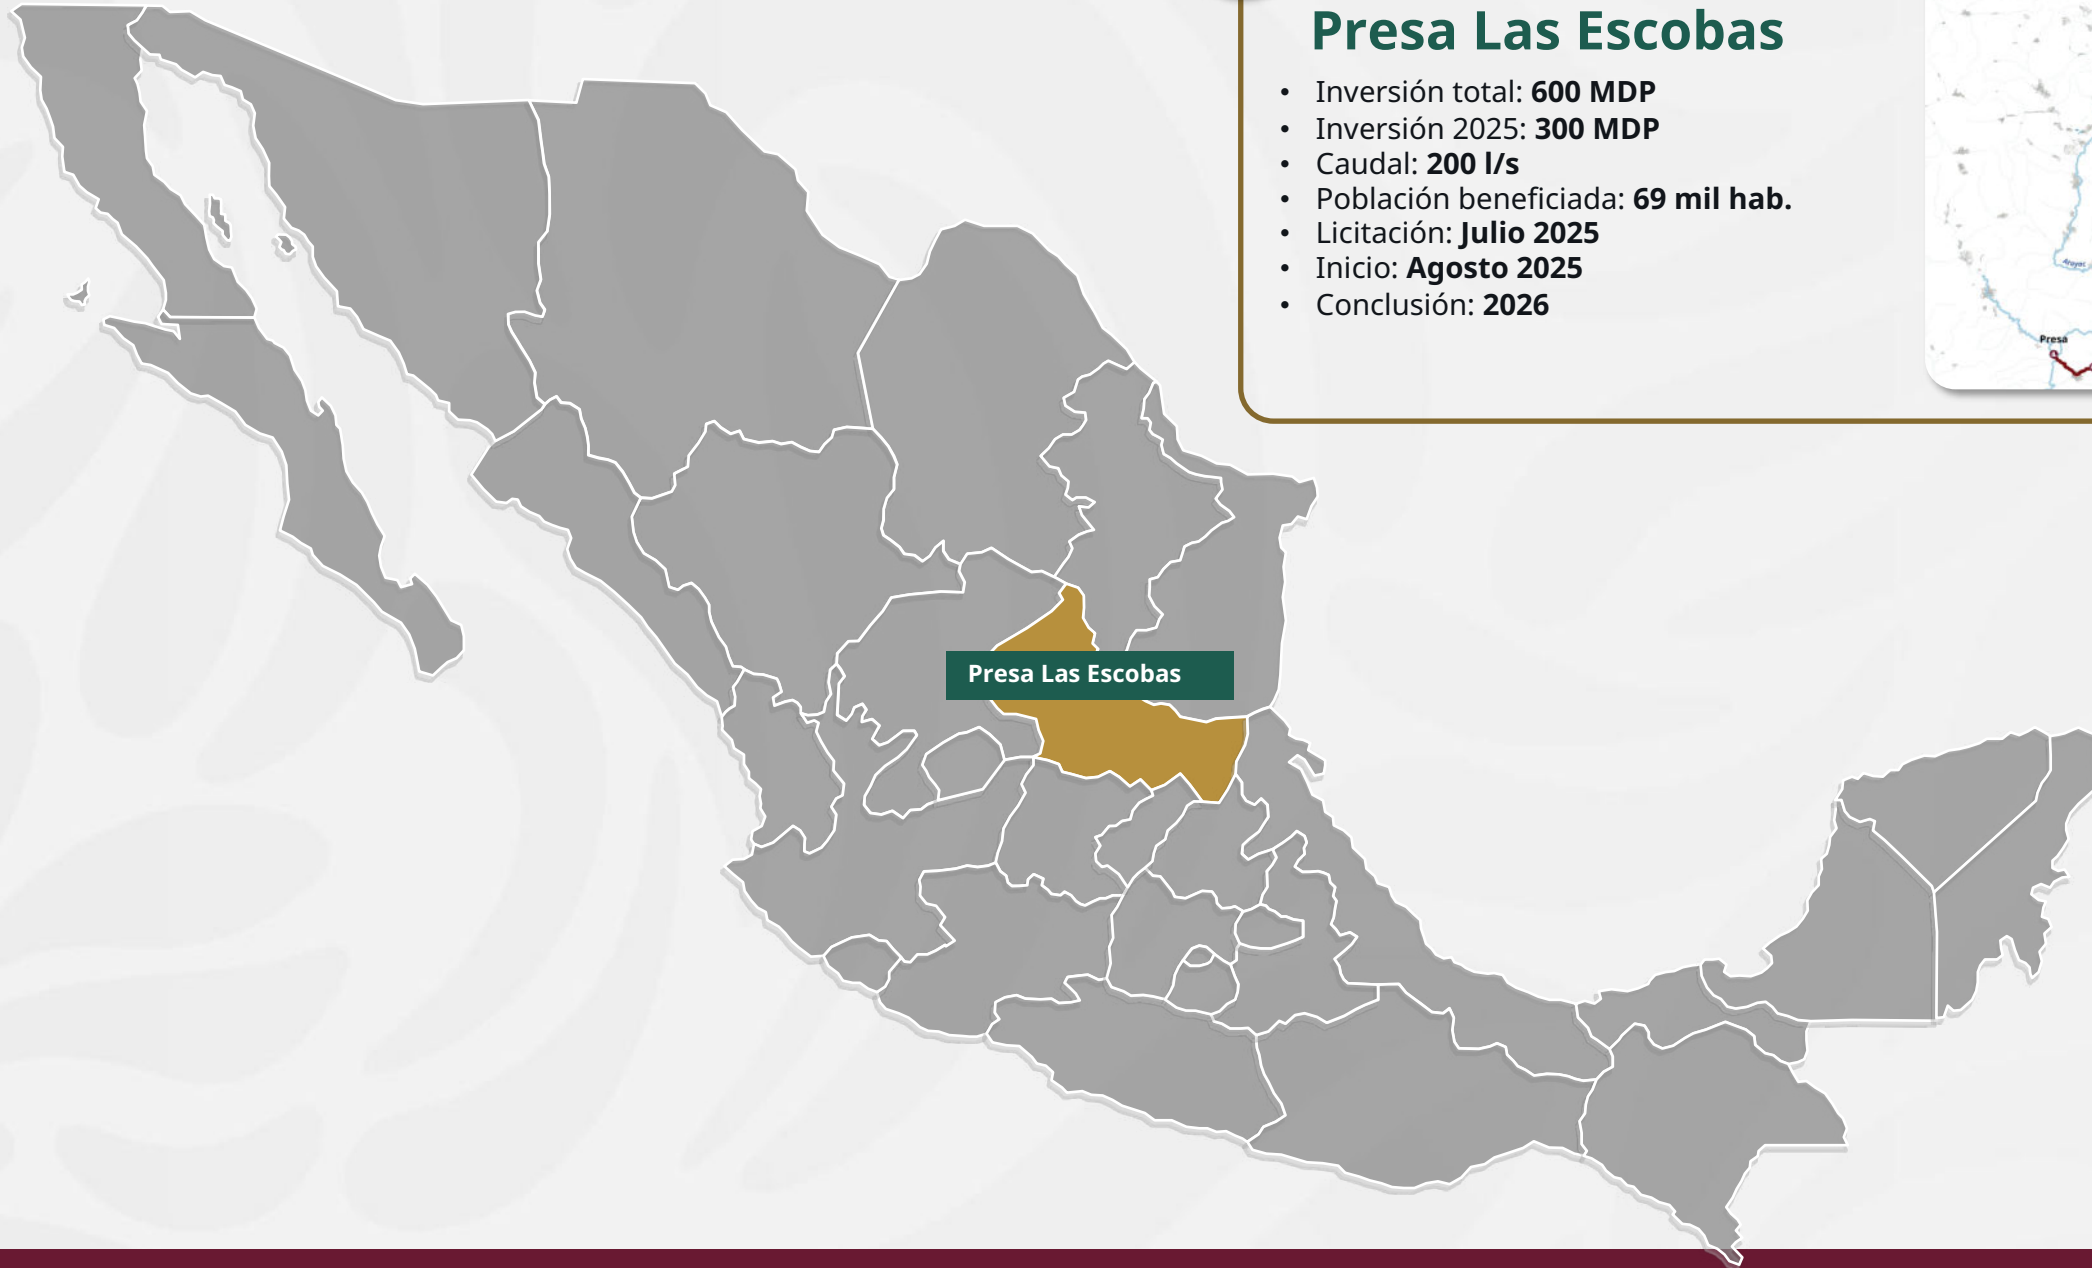 Presa Las Escobas
• Inversión total: 600 MDP
• Inversión 2025: 300 MDP
• Caudal: 200 l/s
• Población beneficiada: 69 mil hab.
• Licitación: Julio 2025
• Inicio: Agosto 2025
• Conclusión: 2026
Presa
Presa Las Escobas